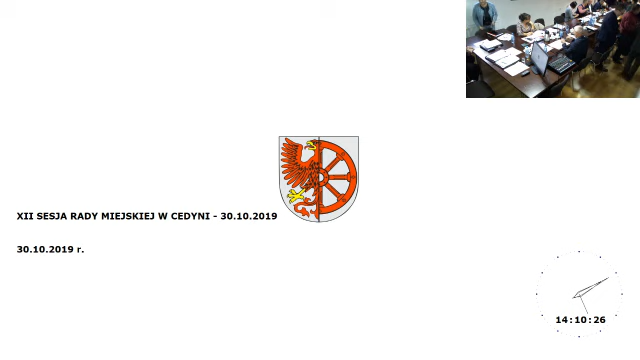 XII SESJA RADY MIEJSKIEJ W CEDYNI - 30.10.2019
30.10.2019 r.
14:10:26